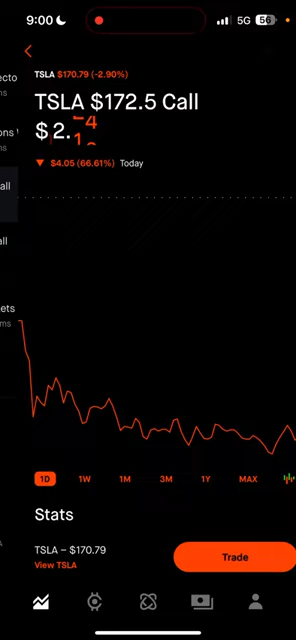 9:00
5G
56
TSLA $170.79 (-2.90%)
TSLA $172.5 Call
$2.
▼ $4.05 (66.61%) Today
1D 1W 1M 3M 1Y MAX
Stats
TSLA – $170.79
View TSLA
Trade